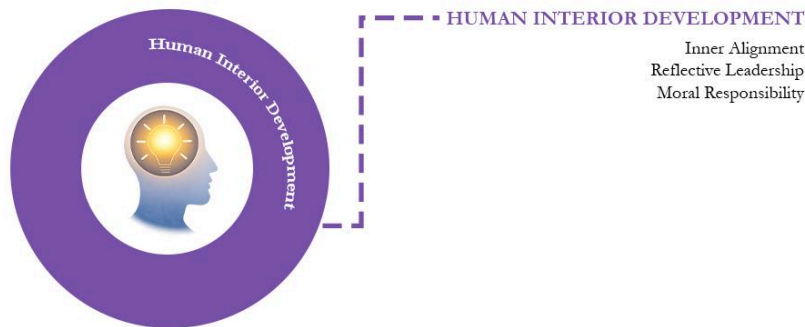 Human Interior Development
HUMAN INTERIOR DEVELOPMENT
Inner Alignment
Reflective Leadership
Moral Responsibility